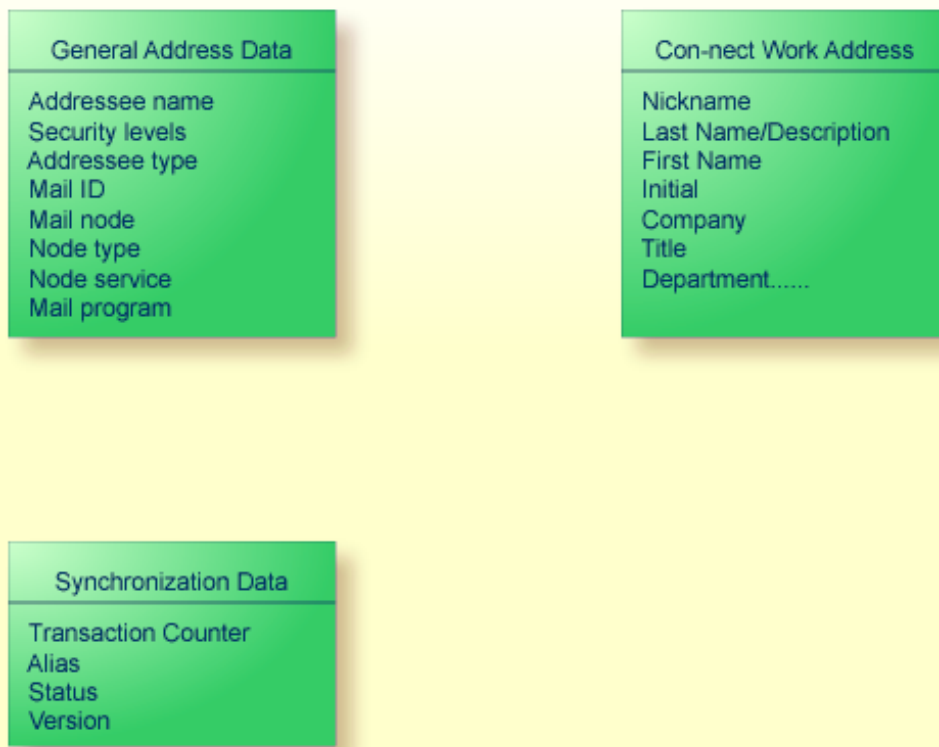 General Address Data
Addressee name
Security levels
Addressee type
Mail ID
Mail node
Node type
Node service
Mail program
Con-nect Work Address
Nickname
Last Name/Description
First Name
Initial
Company
Title
Department......
Synchronization Data
Transaction Counter
Alias
Status
Version